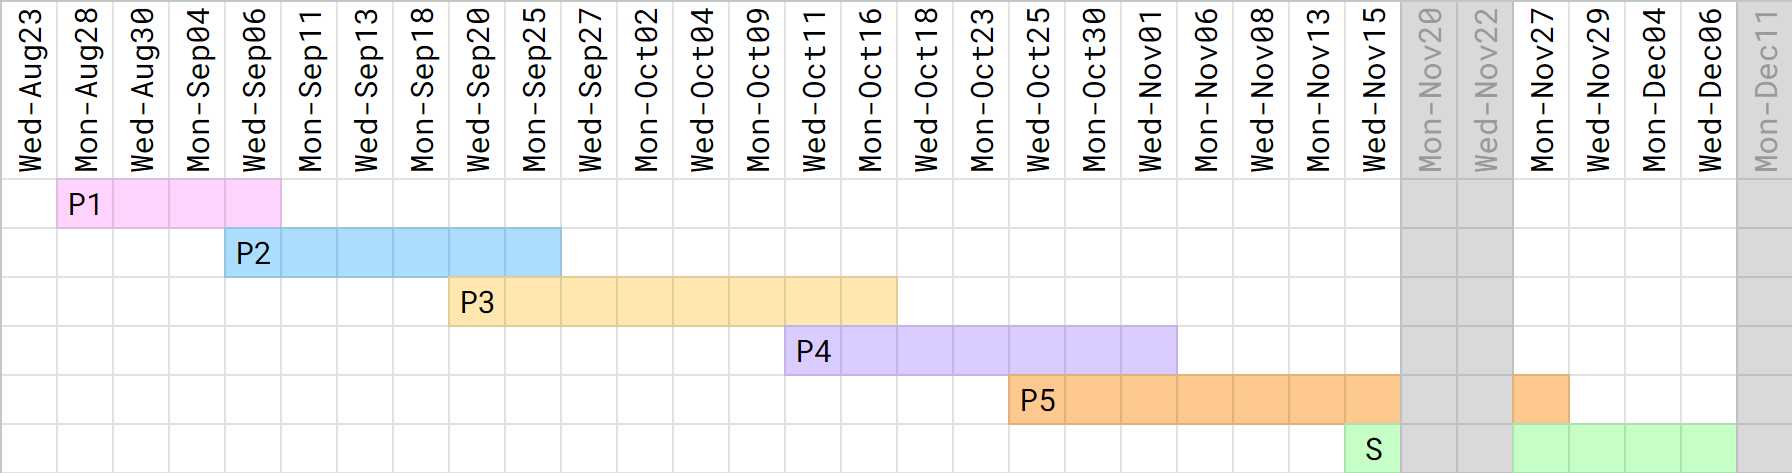 Wed-Aug23
Mon-Aug28
Wed-Aug30
Mon-Sep04
Wed-Sep06
Mon-Sep11
Wed-Sep13
Mon-Sep18
Wed-Sep20
Mon-Sep25
Wed-Sep27
Mon-Oct02
Wed-Oct04
Mon-Oct09
Wed-Oct11
Mon-Oct16
Wed-Oct18
Mon-Oct23
Wed-Oct25
Mon-Oct30
Wed-Nov01
Mon-Nov06
Wed-Nov08
Mon-Nov13
Wed-Nov15
Mon-Nov20
Wed-Nov22
Mon-Nov27
Wed-Nov29
Mon-Dec04
Wed-Dec06
Mon-Dec11
P1
P2
P3
P4
P5
S